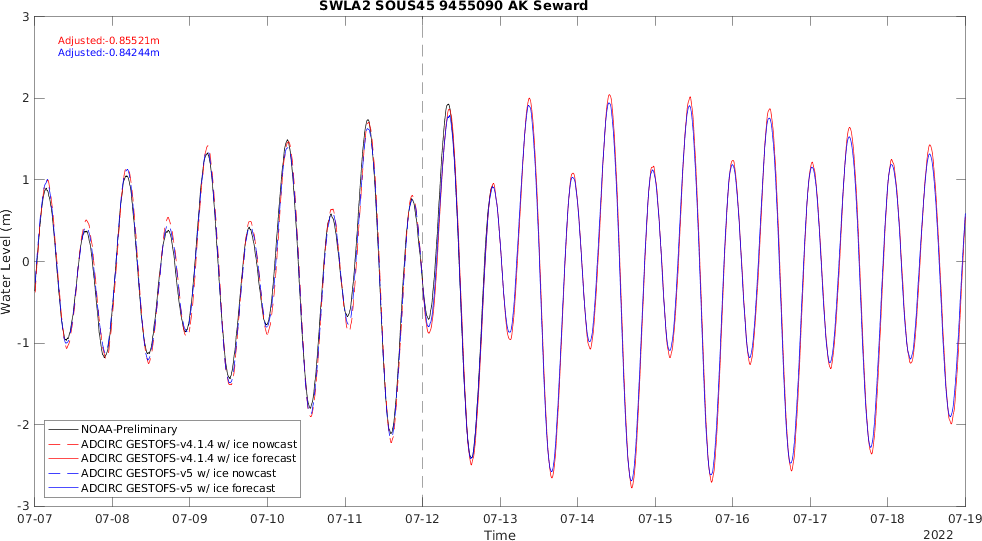 SWLA2 SOUS45 9455090 AK Seward
Adjusted:-0.85521m
Adjusted:-0.84244m
Water Level (m)
3
2
1
0
-1
-2
-3
NOAA-Preliminary
ADCIRC GESTOFS-v4.1.4 w/ ice nowcast
ADCIRC GESTOFS-v4.1.4 w/ ice forecast
ADCIRC GESTOFS-v5 w/ ice nowcast
ADCIRC GESTOFS-v5 w/ ice forecast
07-07 07-08 07-09 07-10 07-11 07-12 07-13 07-14 07-15 07-16 07-17 07-18 07-19
Time
2022